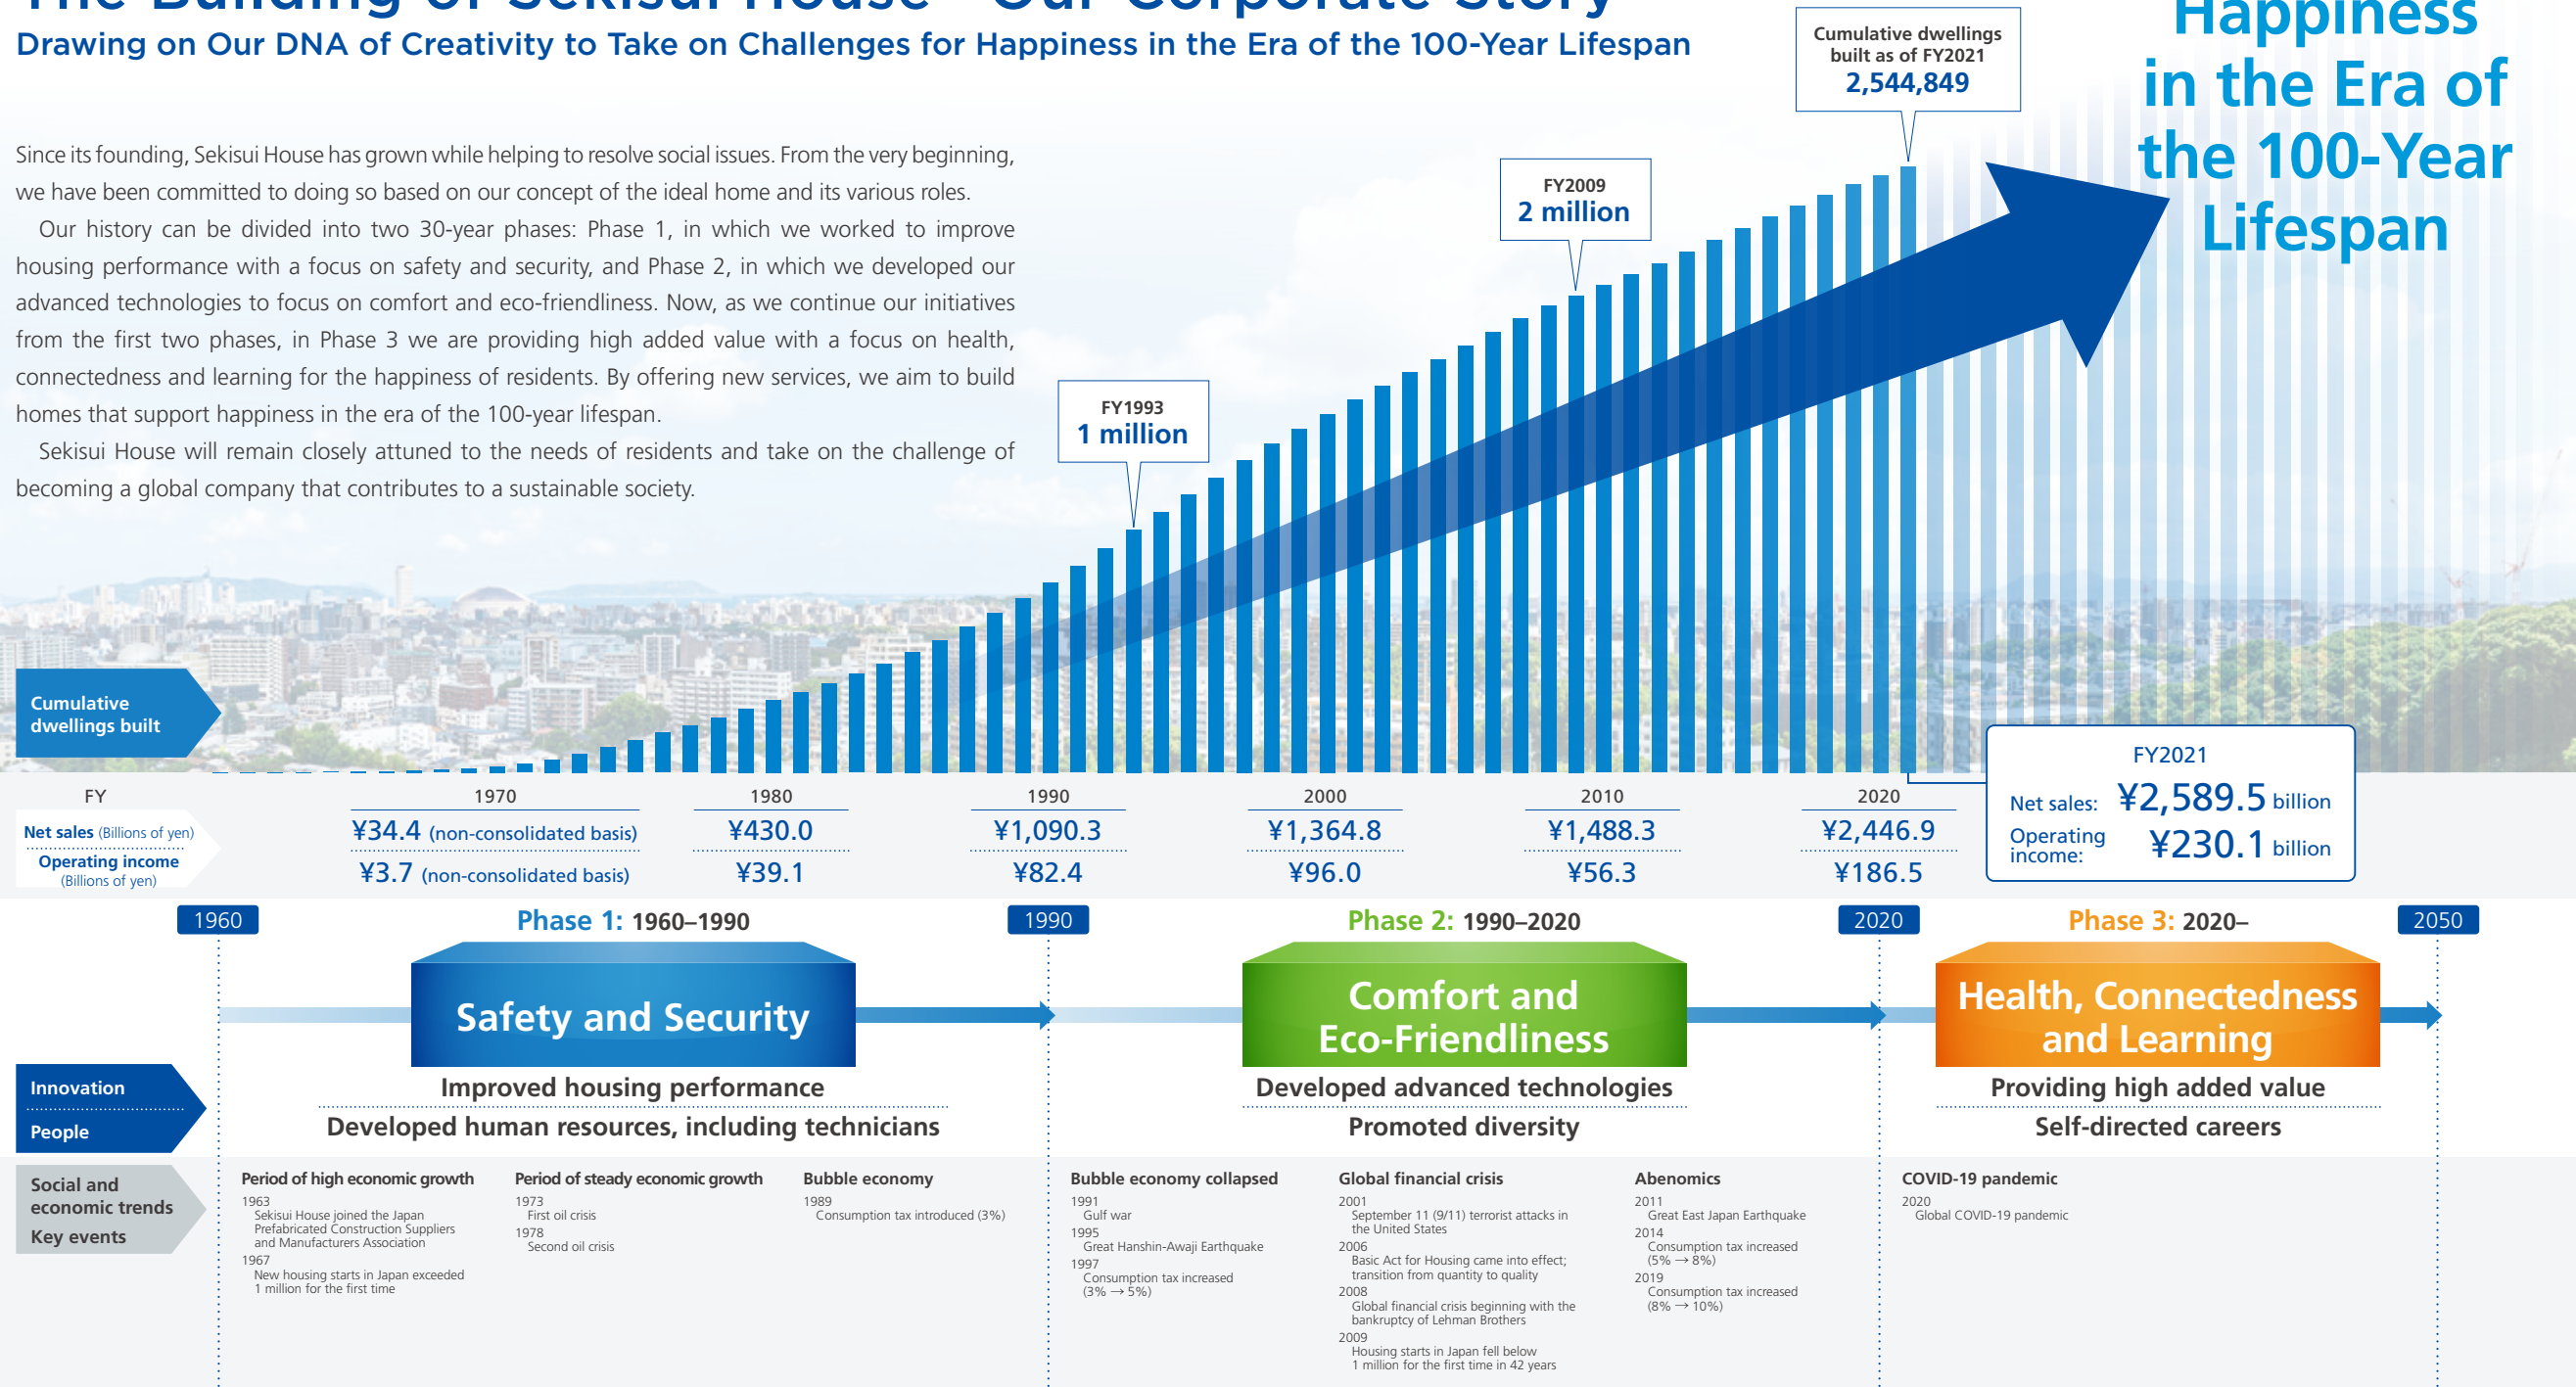 The Building of Sekisui House Our Corporate Story
Drawing on Our DNA of Creativity to Take on Challenges for Happiness in the Era of the 100-Year Lifespan
Happiness
in the Era of
the 100-Year
Lifespan
Since its founding, Sekisui House has grown while helping to resolve social issues. From the very beginning,
we have been committed to doing so based on our concept of the ideal home and its various roles.
Our history can be divided into two 30-year phases: Phase 1, in which we worked to improve
housing performance with a focus on safety and security, and Phase 2, in which we developed our
advanced technologies to focus on comfort and eco-friendliness. Now, as we continue our initiatives
from the first two phases, in Phase 3 we are providing high added value with a focus on health,
connectedness and learning for the happiness of residents. By offering new services, we aim to build
homes that support happiness in the era of the 100-year lifespan.
Sekisui House will remain closely attuned to the needs of residents and take on the challenge of
becoming a global company that contributes to a sustainable society.
FY1993
1 million
FY2009
2 million
Cumulative dwellings
built as of FY2021
2,544,849
Cumulative
dwellings built
FY 1970 1980 1990 2000 2010 2020
Net sales (Billions of yen) ¥34.4 (non-consolidated basis) ¥430.0 ¥1,090.3 ¥1,364.8 ¥1,488.3 ¥2,446.9
Operating income
(Billions of yen) ¥3.7 (non-consolidated basis) ¥39.1 ¥82.4 ¥96.0 ¥56.3 ¥186.5
FY2021
Net sales: ¥2,589.5 billion
Operating
income: ¥230.1 billion
1960 Phase 1: 1960–1990 1990 Phase 2: 1990–2020 2020 Phase 3: 2020– 2050
Safety and Security
Comfort and
Eco-Friendliness
Health, Connectedness
and Learning
Innovation
People
Improved housing performance
Developed human resources, including technicians
Developed advanced technologies
Promoted diversity
Providing high added value
Self-directed careers
Social and
economic trends
Key events
Period of high economic growth
1963
Sekisui House joined the Japan
Prefabricated Construction Suppliers
and Manufacturers Association
1967
New housing starts in Japan exceeded
1 million for the first time
Period of steady economic growth
1973
First oil crisis
1978
Second oil crisis
Bubble economy
1989
Consumption tax introduced (3%)
Bubble economy collapsed
1991
Gulf war
1995
Great Hanshin-Awaji Earthquake
1997
Consumption tax increased
(3% → 5%)
Global financial crisis
2001
September 11 (9/11) terrorist attacks in
the United States
2006
Basic Act for Housing came into effect;
transition from quantity to quality
2008
Global financial crisis beginning with the
bankruptcy of Lehman Brothers
2009
Housing starts in Japan fell below
1 million for the first time in 42 years
Abenomics
2011
Great East Japan Earthquake
2014
Consumption tax increased
(5% → 8%)
2019
Consumption tax increased
(8% → 10%)
COVID-19 pandemic
2020
Global COVID-19 pandemic